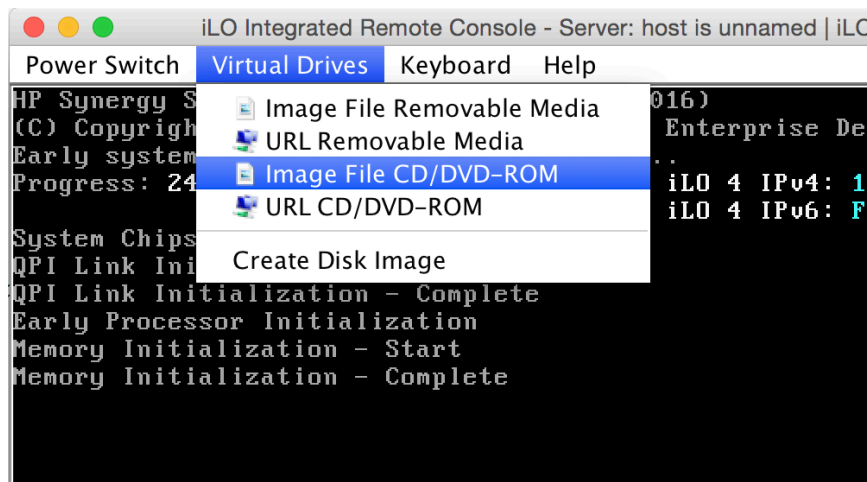 iLO Integrated Remote Console - Server: host is unnamed | iLO
Power Switch Virtual Drives Keyboard Help
Image File Removable Media
URL Removable Media
Image File CD/DVD-ROM
URL CD/DVD-ROM
Create Disk Image
HP Synergy S 016)
(C) Copyrigh Enterprise De
Early system ..
Progress: 24 iLO 4 IPv4: 1
iLO 4 IPv6: F
System Chips
QPI Link Ini
QPI Link Initialization - Complete
Early Processor Initialization
Memory Initialization - Start
Memory Initialization - Complete